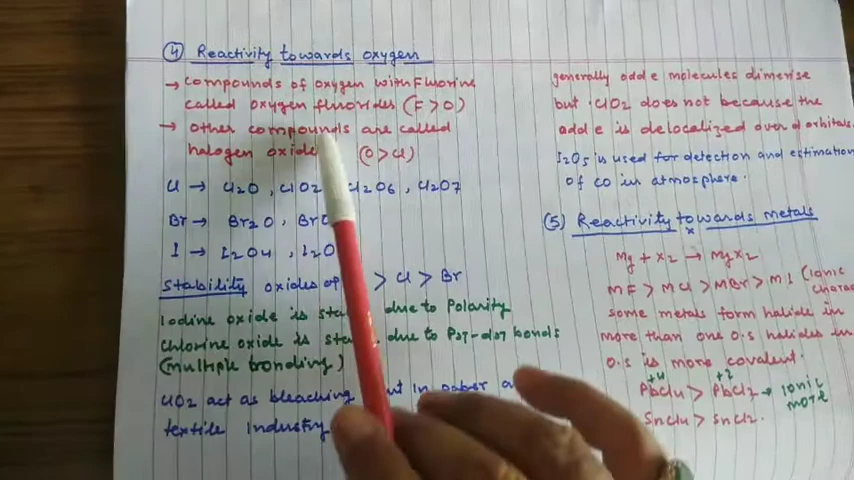 (4) Reactivity towards oxygen
→ compounds of oxygen with Fluorine
called oxygen fluorides (F > O)
→ other compounds are called
halogen oxide (O > Cl)
Cl → Cl2O, ClO2, Cl2O6, Cl2O7
Br → Br2O, BrO
I → I2O4, I2O
Stability oxides of > Cl > Br
Iodine oxide is sta due to Polarity
chlorine oxide is sta due to Pπ-dπ bonds
(multiple bonding)
ClO2 act as bleaching in paper
textile industry
generally odd e molecules dimerise
but ClO2 does not because the
odd e is delocalized over d orbitals.
I2O5 is used for detection and estimation
of CO in atmosphere.
(5) Reactivity towards metals
x
Mg + x2 → Mgx2
MF > MCl > MBr > MI (Ionic
charac
some metals form halide in
more than one O.S halides in
O.S is more covalent.
+4 +2
PbCl4 > PbCl2 → Ionic
more
SnCl4 > SnCl2.